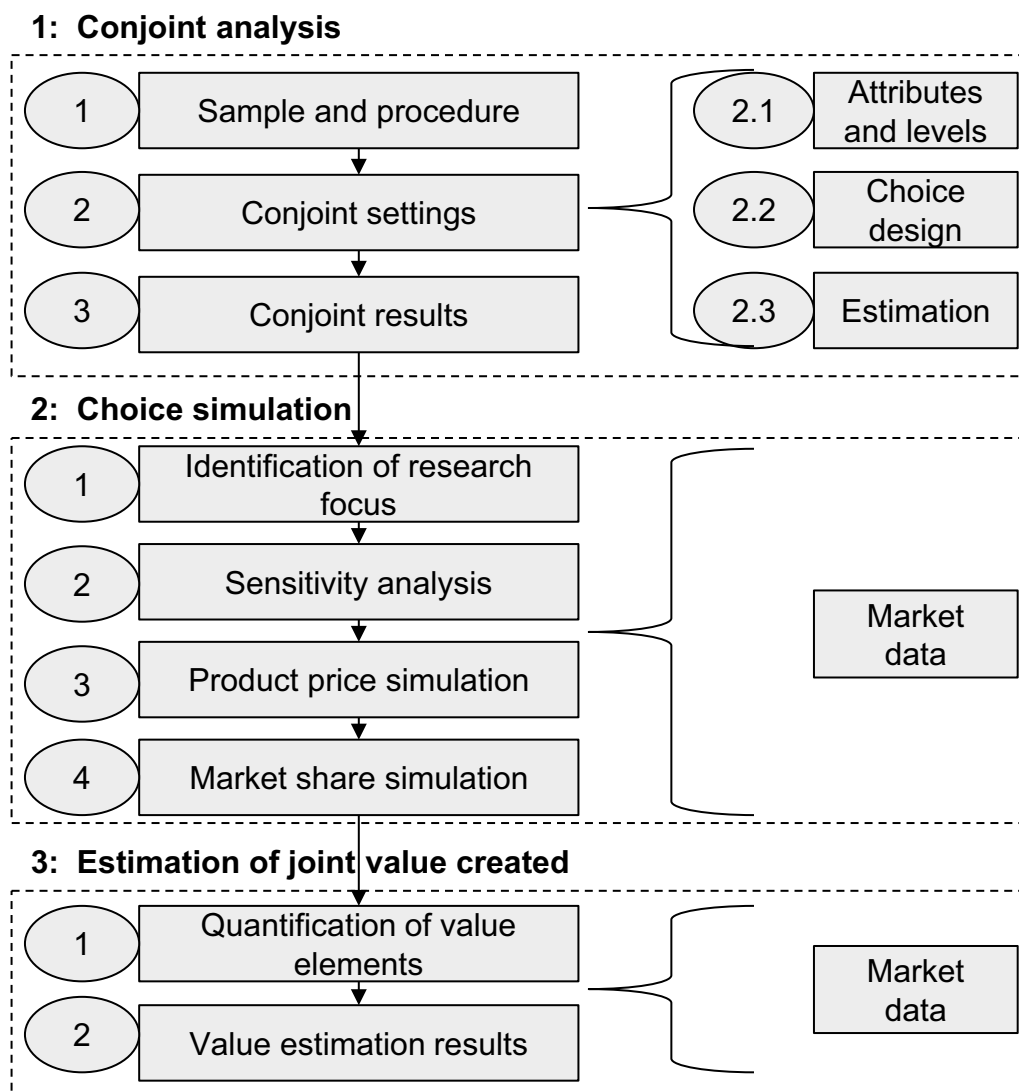 1: Conjoint analysis
1
Sample and procedure
2
Conjoint settings
3
Conjoint results
2.1
Attributes
and levels
2.2
Choice
design
2.3
Estimation
2: Choice simulation
1
Identification of research
focus
2
Sensitivity analysis
3
Product price simulation
4
Market share simulation
Market
data
3: Estimation of joint value created
1
Quantification of value
elements
2
Value estimation results
Market
data